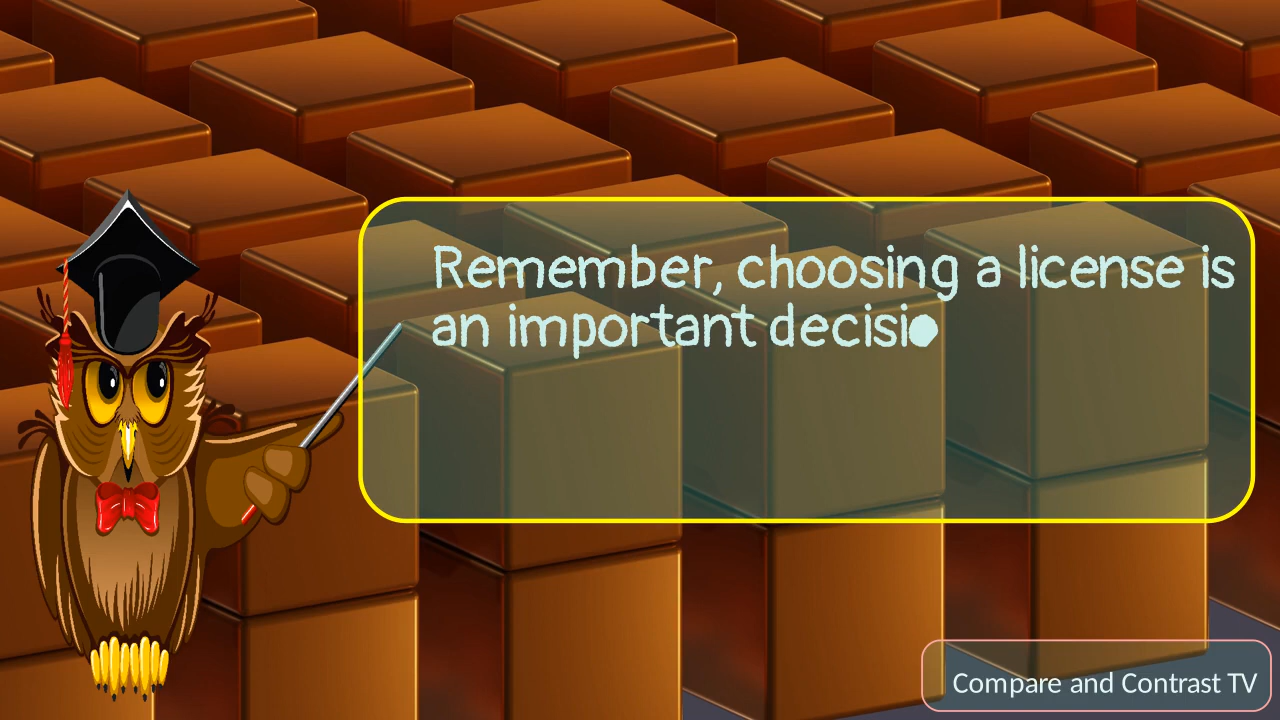 Remember, choosing a license is
an important decisi
Compare and Contrast TV